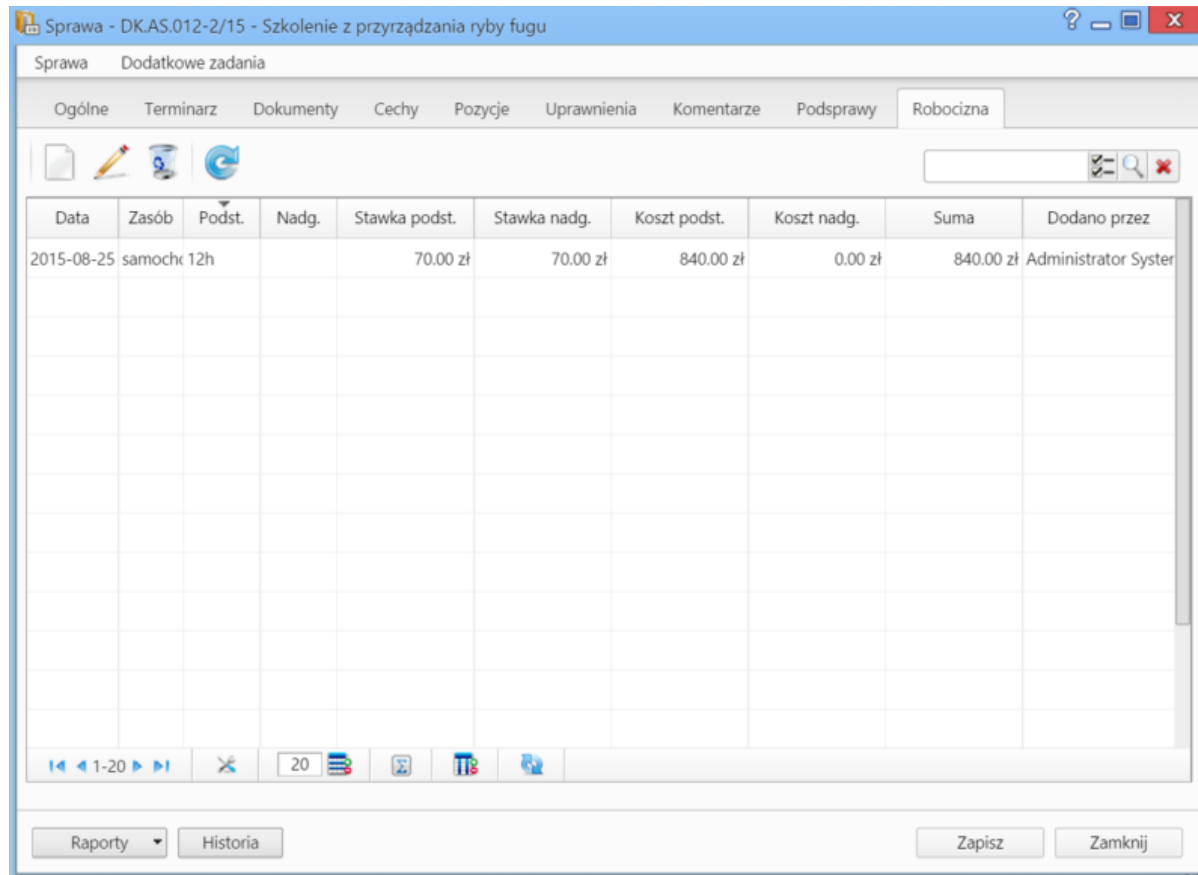 Sprawa - DK.AS.012-2/15 - Szkolenie z przyrządzania ryby fugu
Sprawa Dodatkowe zadania
Ogólne Terminarz Dokumenty Cechy Pozycje Uprawnienia Komentarze Podsprawy Robocizna
Data Zasób Podst. Nadg. Stawka podst. Stawka nadg. Koszt podst. Koszt nadg. Suma Dodano przez
2015-08-25 samocho 12h 70.00 zł 70.00 zł 840.00 zł 0.00 zł 840.00 zł Administrator System
1-20 20
Raporty Historia Zapisz Zamknij